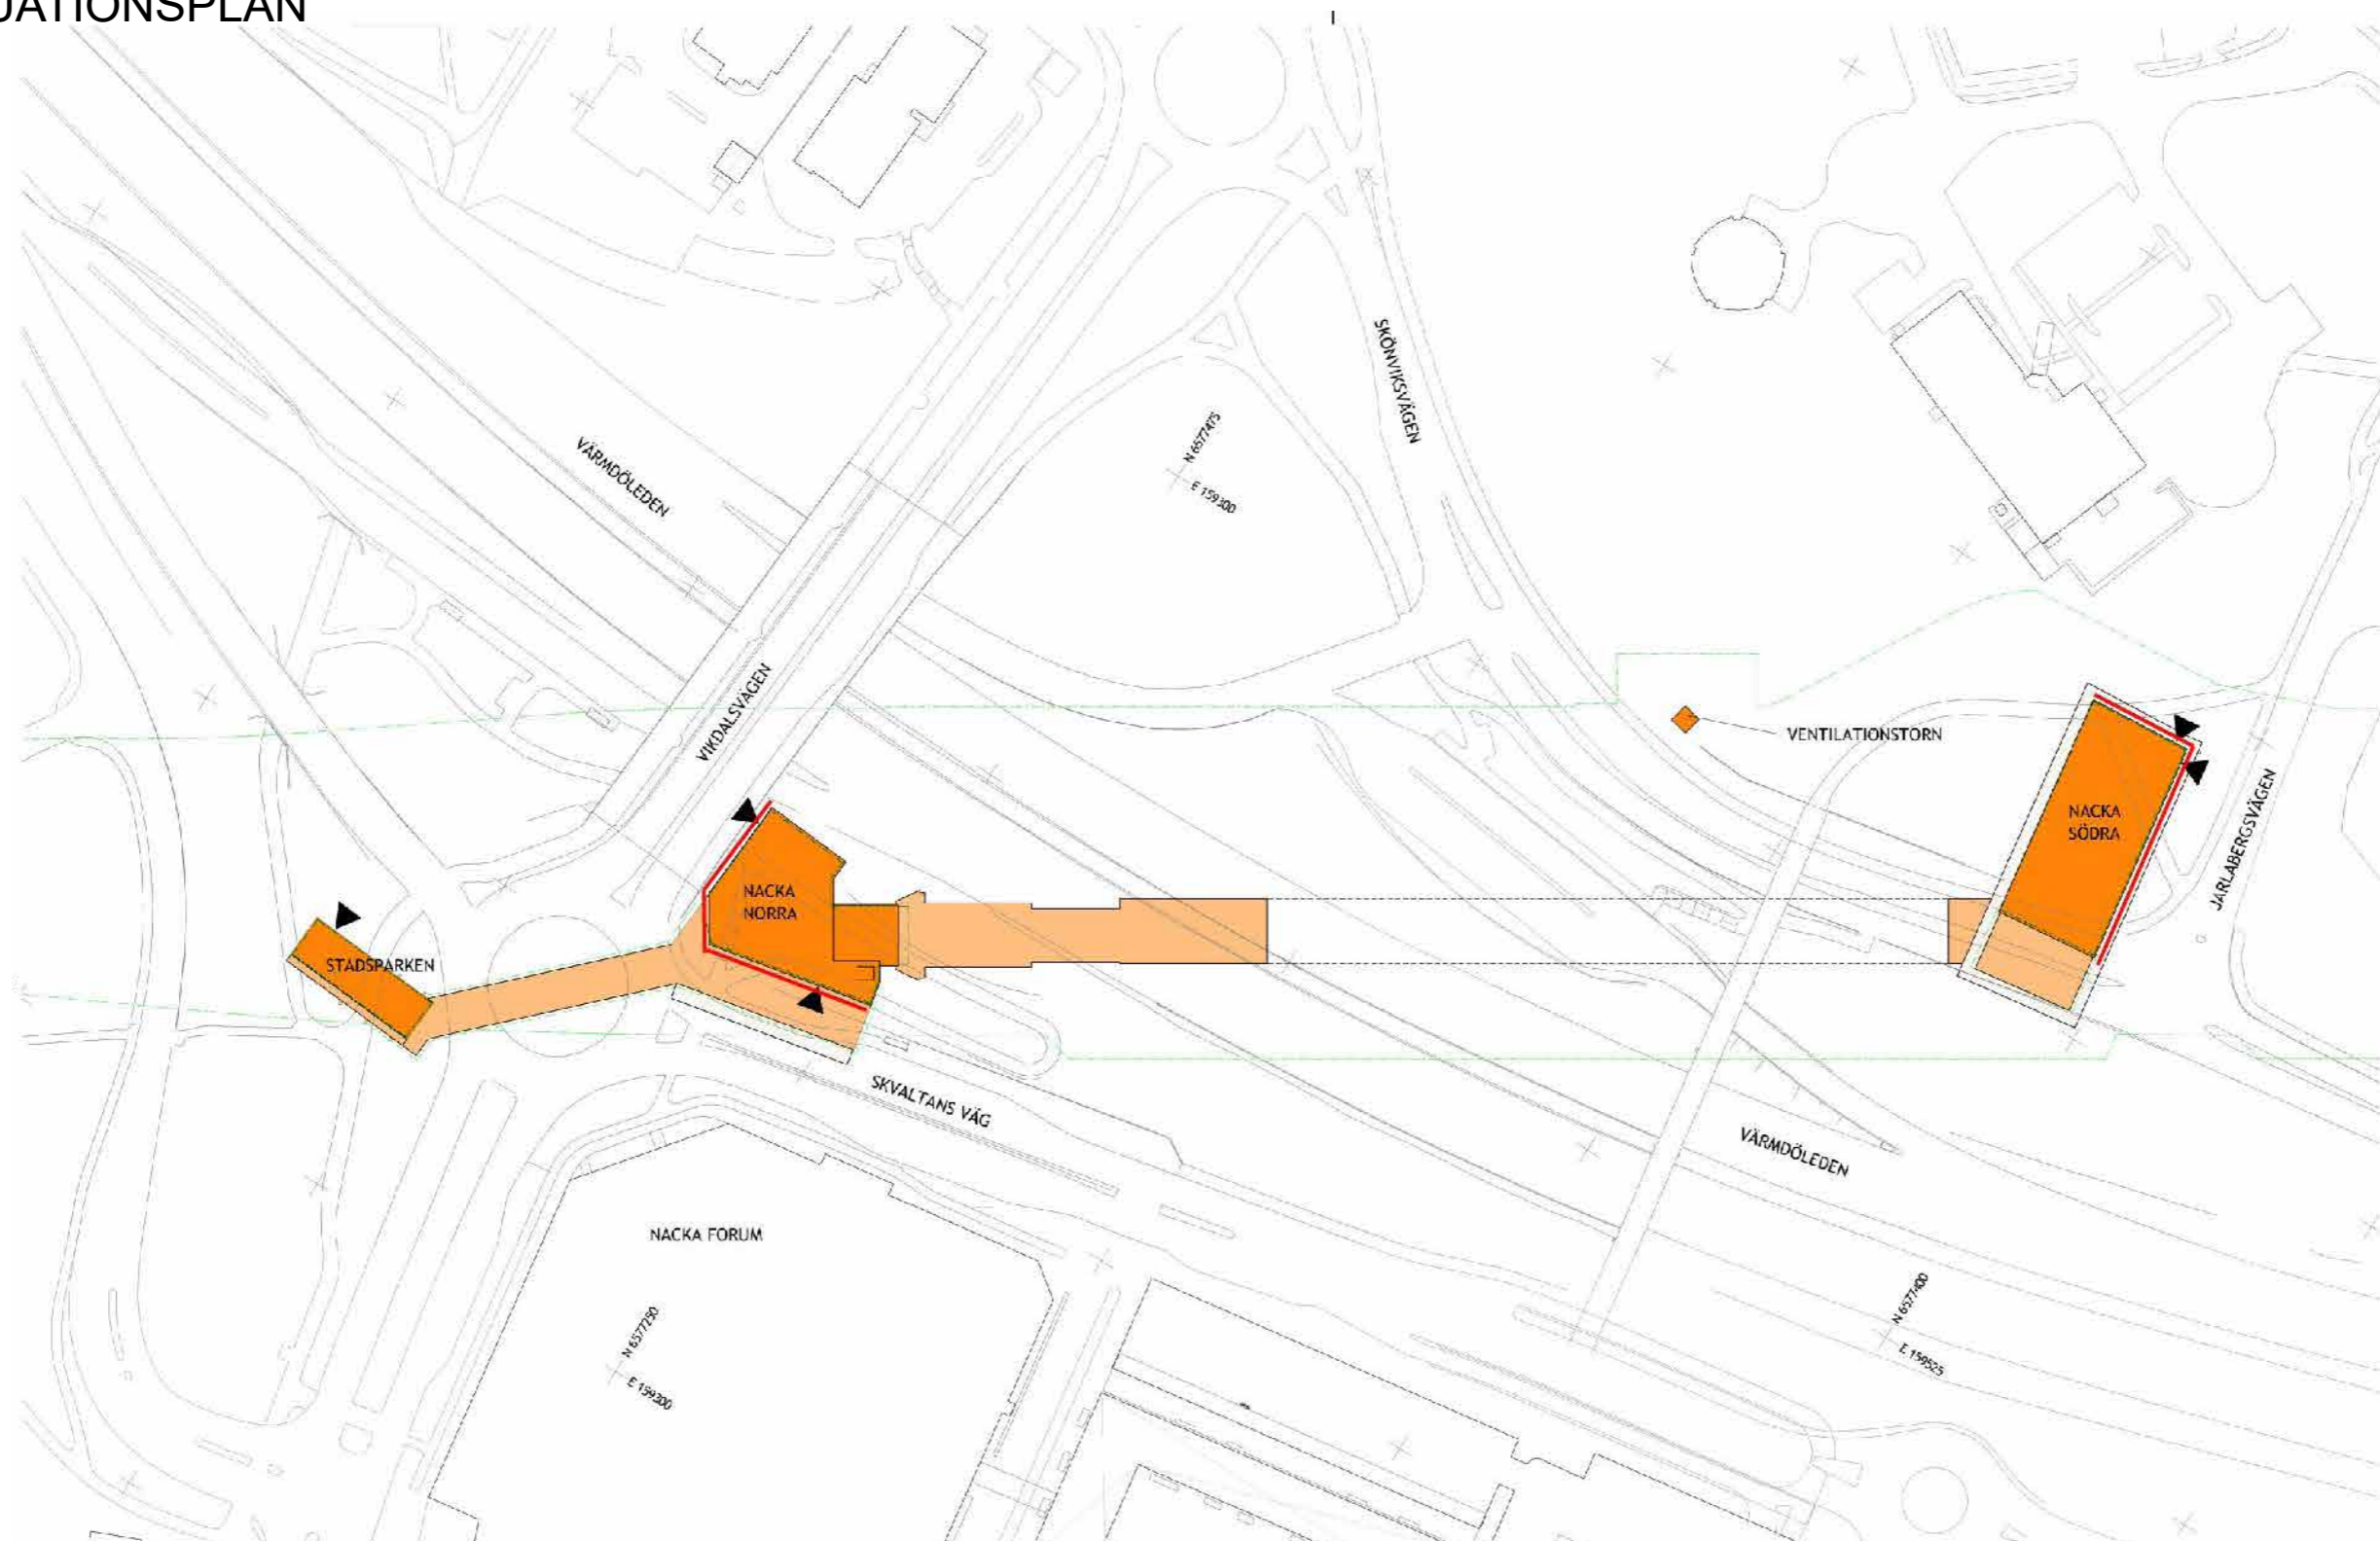 UATIONSPLAN
SKÖNVIKSVÄGEN
N 6577475
E 159300
VÄRMDÖLEDEN
VIKDALSVÄGEN
VENTILATIONSTORN
NACKA
SÖDRA
JARLABERGSVÄGEN
NACKA
NORRA
STADSPARKEN
SKVALTANS VÄG
VÄRMDÖLEDEN
NACKA FORUM
N 6577400
E 159525
N 6577250
E 159300